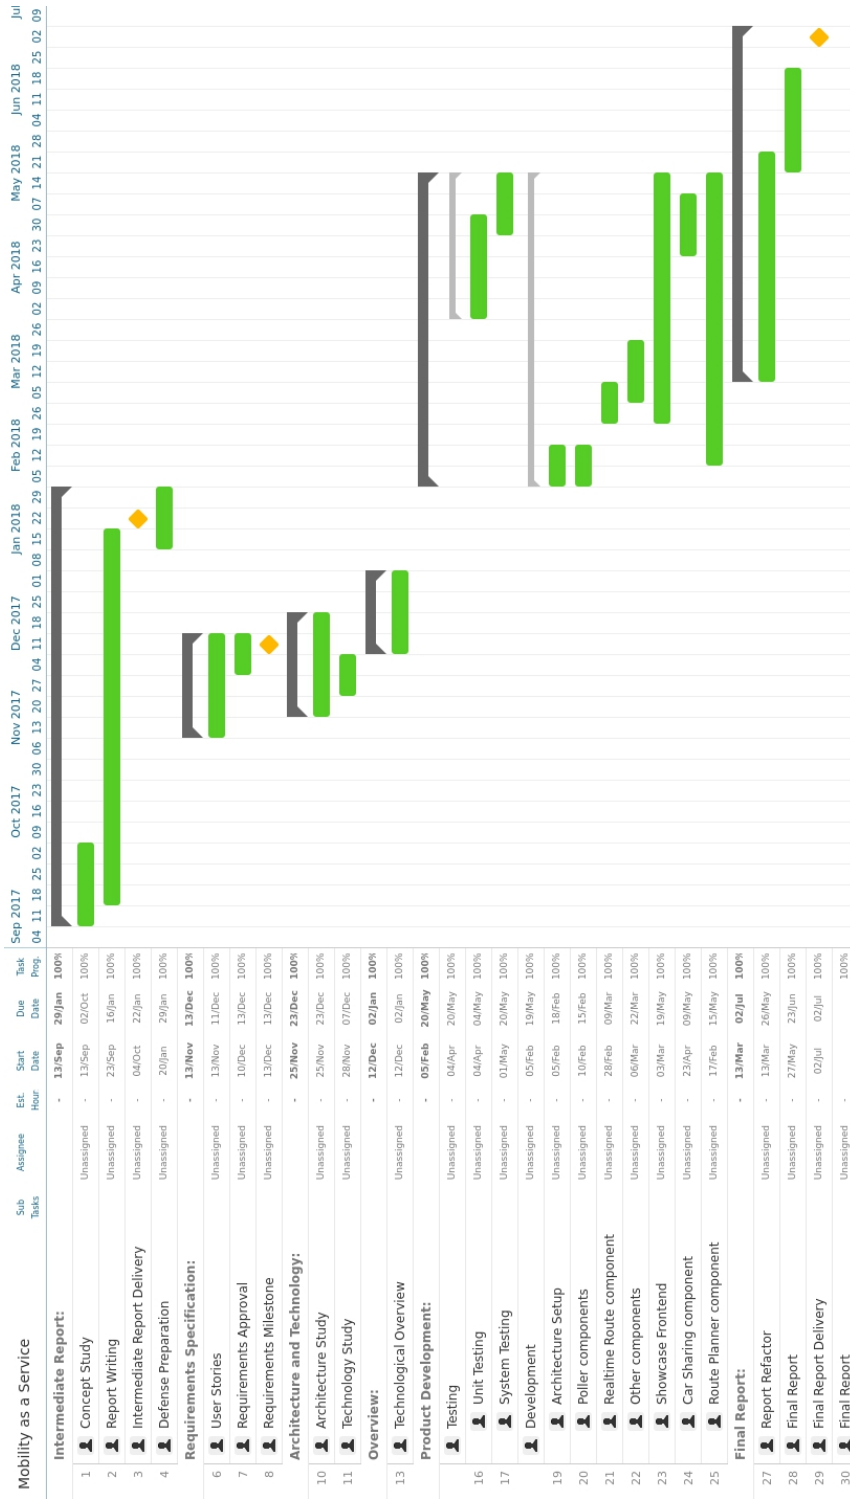 Mobility as a Service Sub Tasks Assignee Est. Hour Start Date Due Date Task Prog.
Sep 2017 Oct 2017 Nov 2017 Dec 2017 Jan 2018 Feb 2018 Mar 2018 Apr 2018 May 2018 Jun 2018 Jul
04 11 18 25 02 09 16 23 30 06 13 20 27 04 11 18 25 01 08 15 22 29 05 12 19 26 05 12 19 26 02 09 16 23 30 07 14 21 28 04 11 18 25 02 09
Intermediate Report: - 13/Sep 29/Jan 100%
1 Concept Study Unassigned - 13/Sep 02/Oct 100%
2 Report Writing Unassigned - 23/Sep 16/Jan 100%
3 Intermediate Report Delivery Unassigned - 04/Oct 22/Jan 100%
4 Defense Preparation Unassigned - 20/Jan 29/Jan 100%
Requirements Specification: - 13/Nov 13/Dec 100%
6 User Stories Unassigned - 13/Nov 11/Dec 100%
7 Requirements Approval Unassigned - 10/Dec 13/Dec 100%
8 Requirements Milestone Unassigned - 13/Dec 13/Dec 100%
Architecture and Technology: - 25/Nov 23/Dec 100%
10 Architecture Study Unassigned - 25/Nov 23/Dec 100%
11 Technology Study Unassigned - 28/Nov 07/Dec 100%
Overview: - 12/Dec 02/Jan 100%
13 Technological Overview Unassigned - 12/Dec 02/Jan 100%
Product Development: - 05/Feb 20/May 100%
Testing Unassigned - 04/Apr 20/May 100%
16 Unit Testing Unassigned - 04/Apr 04/May 100%
17 System Testing Unassigned - 01/May 20/May 100%
Development Unassigned - 05/Feb 19/May 100%
19 Architecture Setup Unassigned - 05/Feb 18/Feb 100%
20 Poller components Unassigned - 10/Feb 15/Feb 100%
21 Realtime Route component Unassigned - 28/Feb 09/Mar 100%
22 Other components Unassigned - 06/Mar 22/Mar 100%
23 Showcase Frontend Unassigned - 03/Mar 19/May 100%
24 Car Sharing component Unassigned - 23/Apr 09/May 100%
25 Route Planner component Unassigned - 17/Feb 15/May 100%
Final Report: - 13/Mar 02/Jul 100%
27 Report Refactor Unassigned - 13/Mar 26/May 100%
28 Final Report Unassigned - 27/May 23/Jun 100%
29 Final Report Delivery Unassigned - 02/Jul 02/Jul 100%
30 Final Report Unassigned - 100%